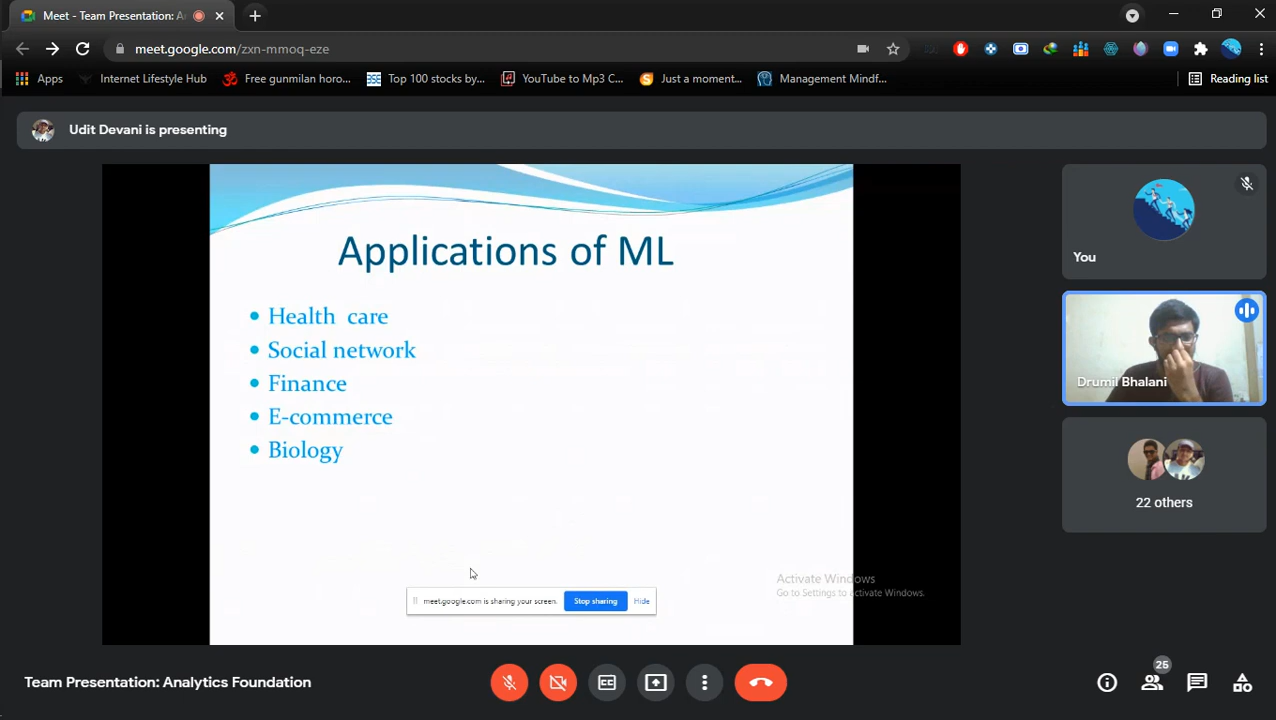 Meet - Team Presentation: An
meet.google.com/zxn-mmoq-eze
Apps
Internet Lifestyle Hub
Free gunmilan horo...
BSE
Top 100 stocks by...
YouTube to Mp3 C...
Just a moment...
Management Mindf...
Reading list
Udit Devani is presenting
Applications of ML
• Health care
• Social network
• Finance
• E-commerce
• Biology
You
Drumil Bhalani
22 others
Activate Windows
Go to Settings to activate Windows.
meet.google.com is sharing your screen.
Stop sharing
Hide
Team Presentation: Analytics Foundation
25